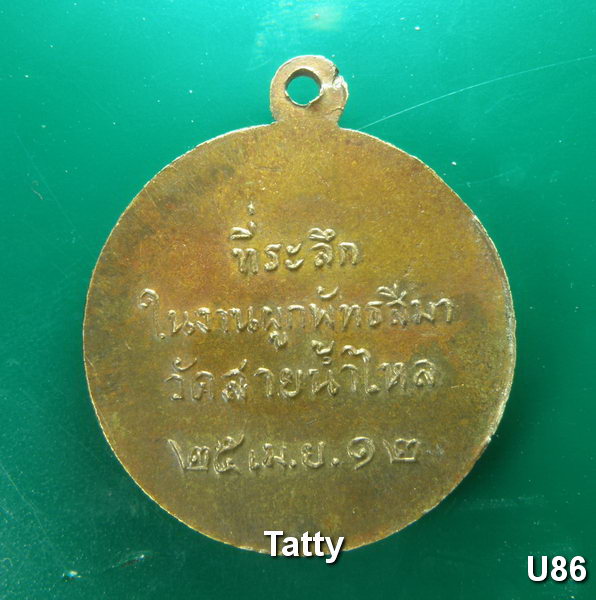 ที่ระลึก
ในงานผูกพัทธสีมา
วัดสายน้ำไหล
๒๕ เม.ย. ๑๒
Tatty
U86